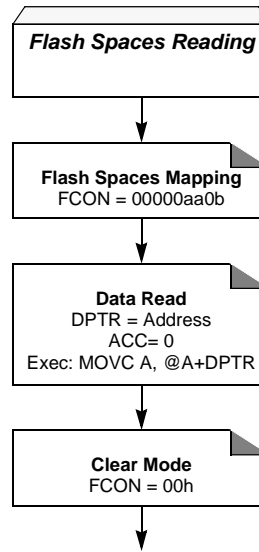 Flash Spaces Reading
Flash Spaces Mapping
FCON = 00000aa0b
Data Read
DPTR = Address
ACC= 0
Exec: MOVC A, @A+DPTR
Clear Mode
FCON = 00h